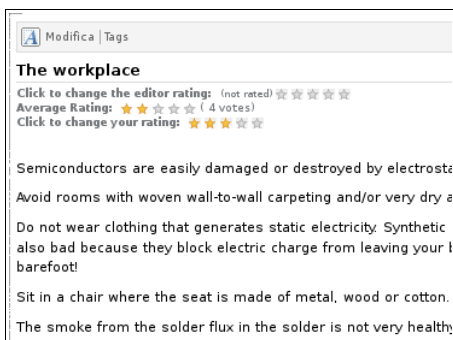 Modifica | Tags
The workplace
Click to change the editor rating: (not rated)
Average Rating: ( 4 votes)
Click to change your rating:
Semiconductors are easily damaged or destroyed by
Avoid rooms with woven wall-to-wall carpeting and/or very dry
Do not wear clothing that generates static electricity. Synthetic
also bad because they block electric charge from leaving your
barefoot!
Sit in a chair where the seat is made of metal, wood or cotton.
The smoke from the solder flux in the solder is not very